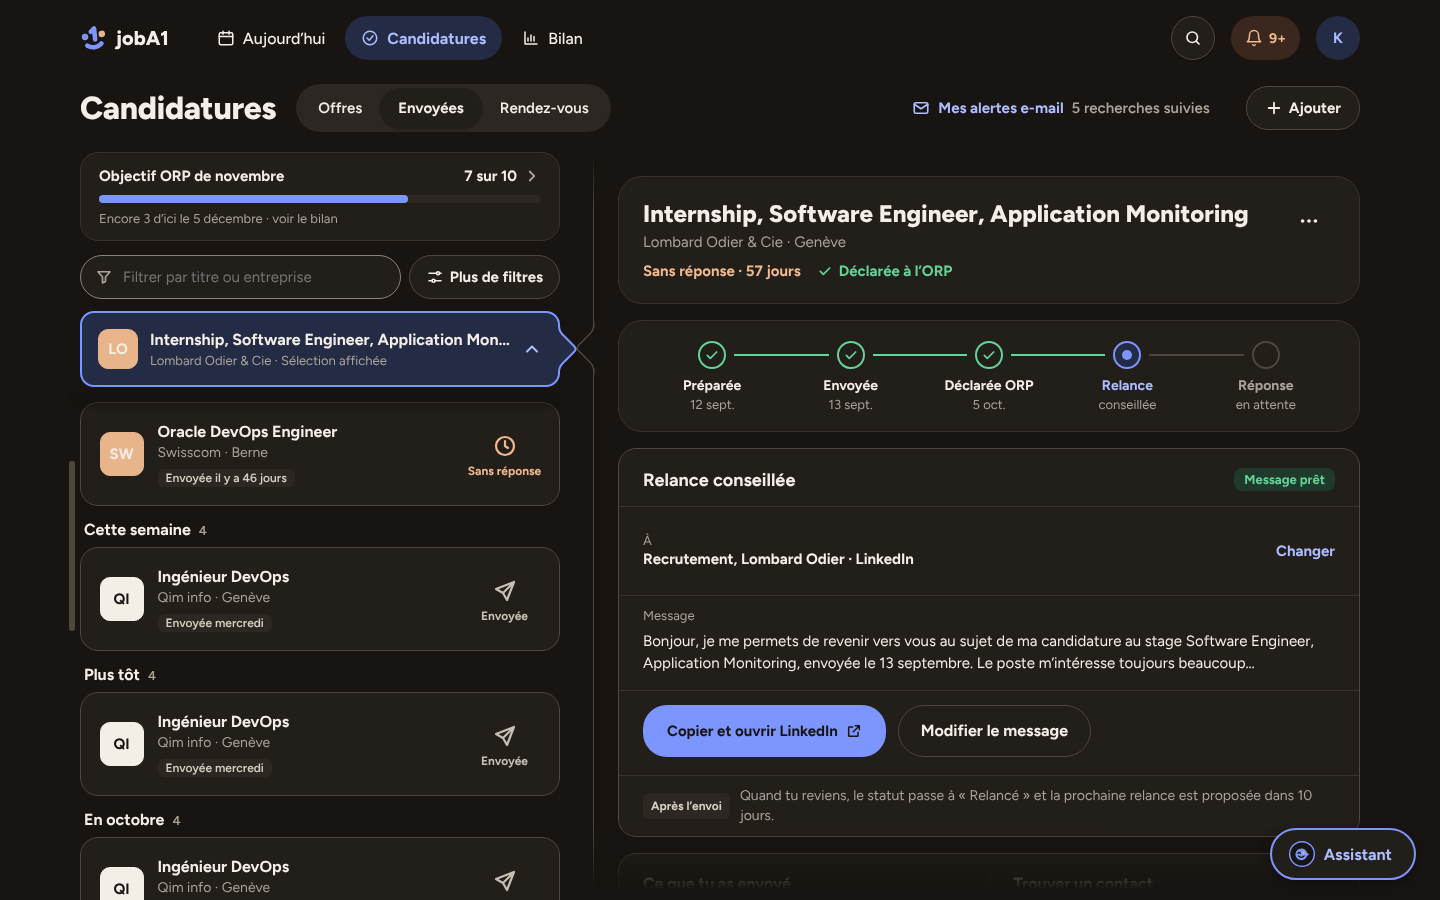 jobA1
Aujourd'hui
Candidatures
Bilan
9+
K
Candidatures
Offres
Envoyées
Rendez-vous
Mes alertes e-mail 5 recherches suivies
Ajouter
Objectif ORP de novembre 7 sur 10
Encore 3 d'ici le 5 décembre · voir le bilan
Filtrer par titre ou entreprise
Plus de filtres
LO
Internship, Software Engineer, Application Mon...
Lombard Odier & Cie · Sélection affichée
SW
Oracle DevOps Engineer
Swisscom · Berne
Envoyée il y a 46 jours
Sans réponse
Cette semaine 4
QI
Ingénieur DevOps
Qim info · Genève
Envoyée mercredi
Envoyée
Plus tôt 4
QI
Ingénieur DevOps
Qim info · Genève
Envoyée mercredi
Envoyée
En octobre 4
QI
Ingénieur DevOps
Qim info · Genève
Internship, Software Engineer, Application Monitoring
Lombard Odier & Cie · Genève
Sans réponse · 57 jours
Déclarée à l'ORP
Préparée
12 sept.
Envoyée
13 sept.
Déclarée ORP
5 oct.
Relance
conseillée
Réponse
en attente
Relance conseillée
Message prêt
À
Recrutement, Lombard Odier · LinkedIn
Changer
Message
Bonjour, je me permets de revenir vers vous au sujet de ma candidature au stage Software Engineer,
Application Monitoring, envoyée le 13 septembre. Le poste m'intéresse toujours beaucoup...
Copier et ouvrir LinkedIn
Modifier le message
Après l'envoi
Quand tu reviens, le statut passe à « Relancé » et la prochaine relance est proposée dans 10
jours.
Ce que tu as envoyé
Trouver un contact
Assistant